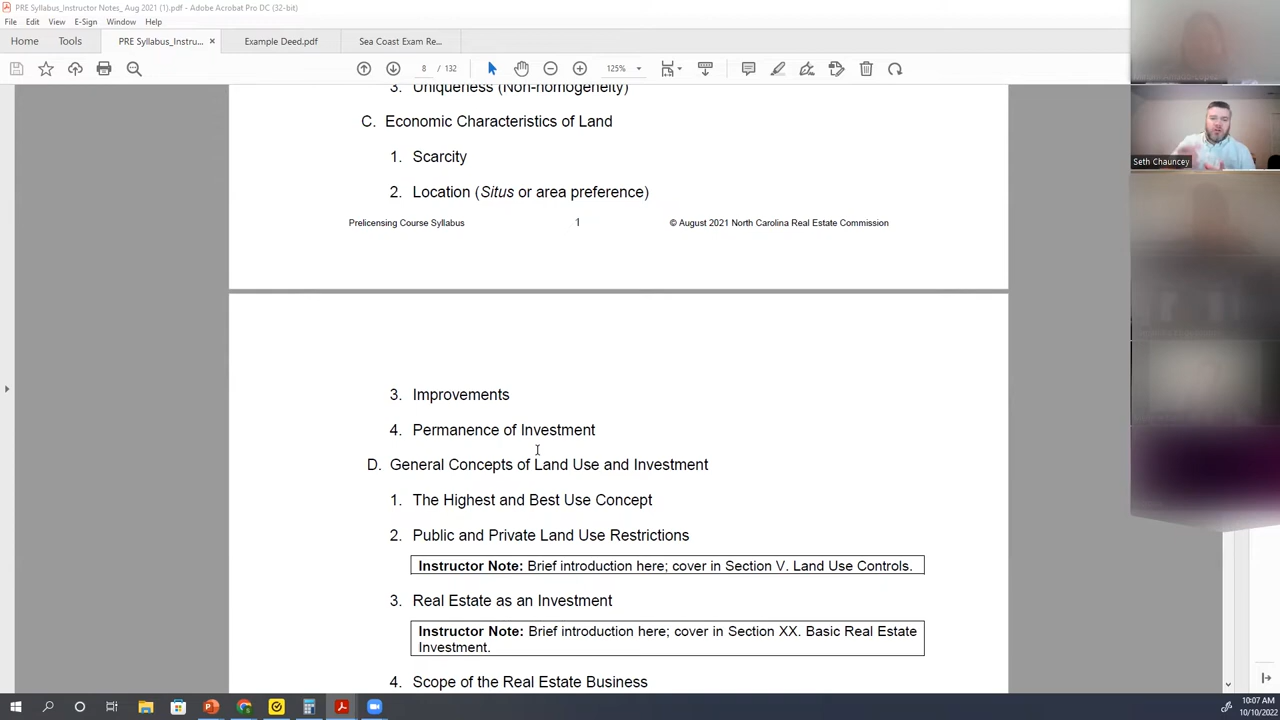 PRE Syllabus_Instructor Notes_ Aug 2021 (1).pdf - Adobe Acrobat Pro DC (32-bit)
File Edit View E-Sign Window Help
Home Tools PRE Syllabus_Instru... × Example Deed.pdf Sea Coast Exam Re...
8 / 132 125%
3. Uniqueness (Non-homogeneity)
C. Economic Characteristics of Land
1. Scarcity
2. Location (Situs or area preference)
Prelicensing Course Syllabus 1 © August 2021 North Carolina Real Estate Commission
3. Improvements
4. Permanence of Investment
D. General Concepts of Land Use and Investment
1. The Highest and Best Use Concept
2. Public and Private Land Use Restrictions
Instructor Note: Brief introduction here; cover in Section V. Land Use Controls.
3. Real Estate as an Investment
Instructor Note: Brief introduction here; cover in Section XX. Basic Real Estate
Investment.
4. Scope of the Real Estate Business
Seth Chauncey
10:07 AM
10/10/2022